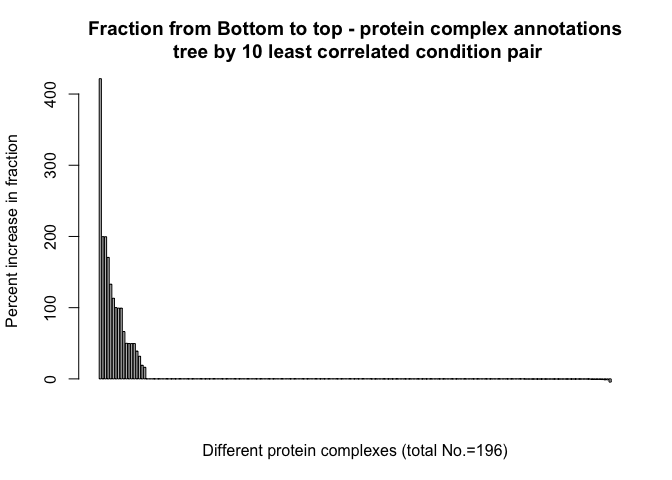 Fraction from Bottom to top - protein complex annotations
tree by 10 least correlated condition pair
Percent increase in fraction
400
300
200
100
0
Different protein complexes (total No.=196)